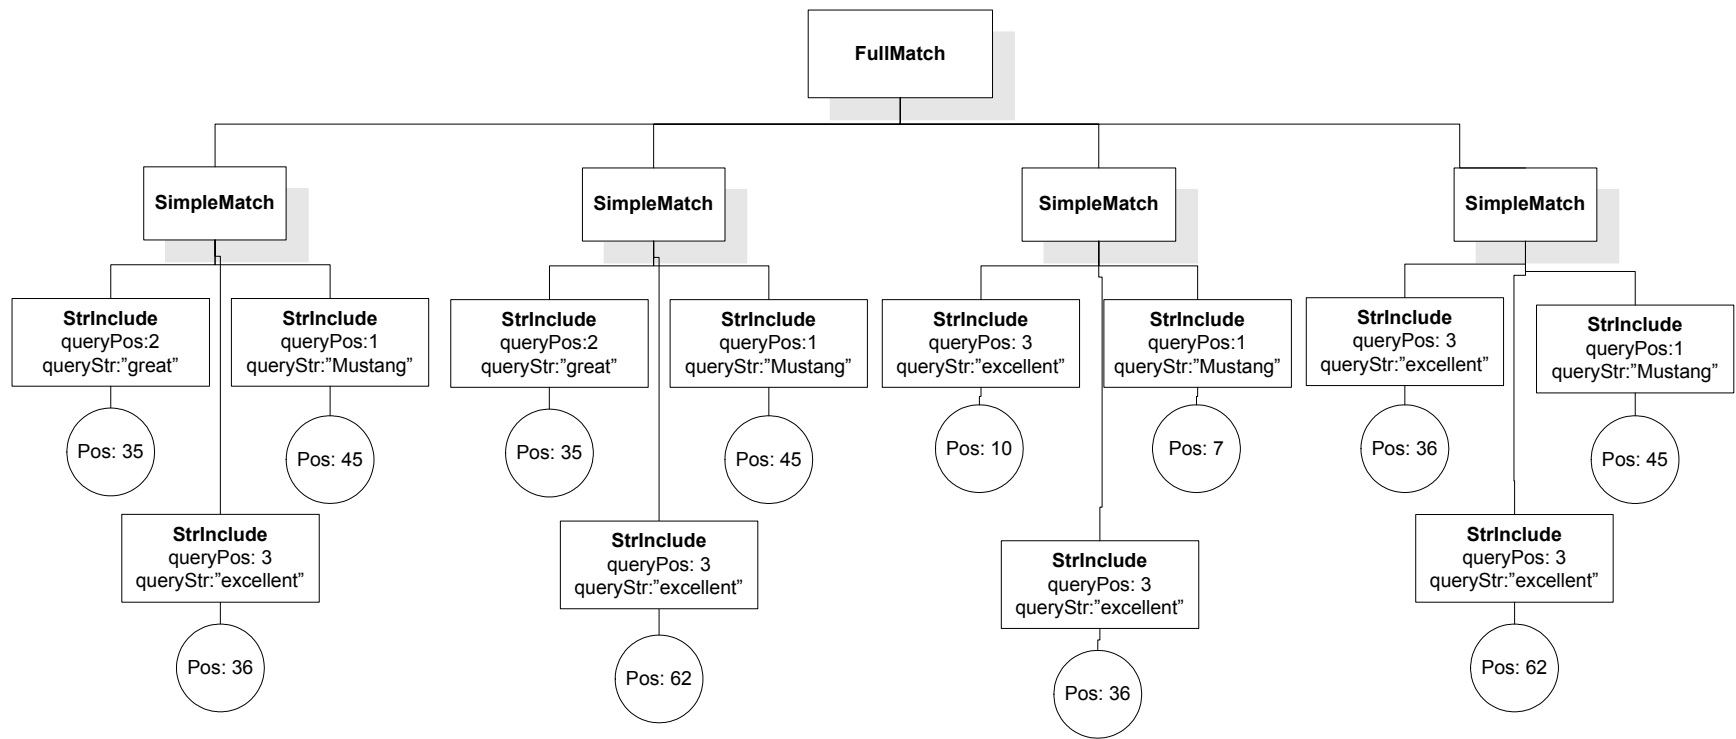 FullMatch
SimpleMatch
SimpleMatch
SimpleMatch
SimpleMatch
StrInclude
queryPos:2
queryStr:”great”
StrInclude
queryPos:1
queryStr:”Mustang”
StrInclude
queryPos:2
queryStr:”great”
StrInclude
queryPos:1
queryStr:”Mustang”
StrInclude
queryPos: 3
queryStr:”excellent”
StrInclude
queryPos:1
queryStr:”Mustang”
StrInclude
queryPos: 3
queryStr:”excellent”
StrInclude
queryPos:1
queryStr:”Mustang”
Pos: 35
Pos: 45
Pos: 35
Pos: 45
Pos: 10
Pos: 7
Pos: 36
Pos: 45
StrInclude
queryPos: 3
queryStr:”excellent”
StrInclude
queryPos: 3
queryStr:”excellent”
StrInclude
queryPos: 3
queryStr:”excellent”
StrInclude
queryPos: 3
queryStr:”excellent”
Pos: 36
Pos: 62
Pos: 36
Pos: 62